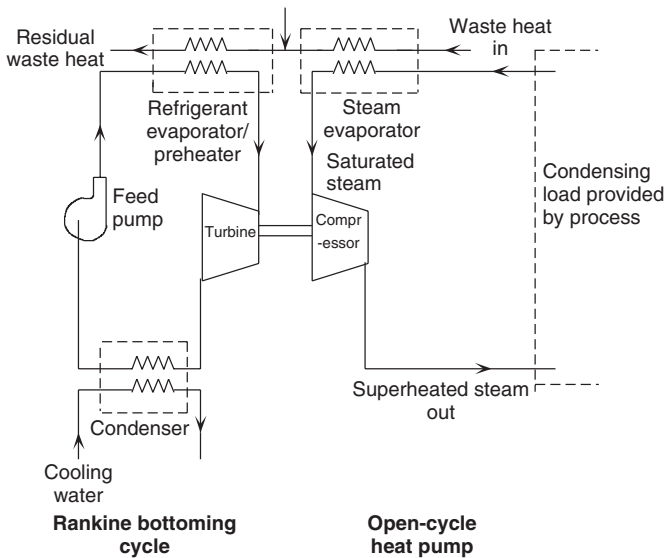 Residual
waste heat
Waste heat
in
Refrigerant
evaporator/
preheater
Steam
evaporator
Saturated
steam
Condensing
load provided
by process
Feed
pump
Turbine
Compr
-essor
Superheated steam
out
Condenser
Cooling
water
Rankine bottoming
cycle
Open-cycle
heat pump